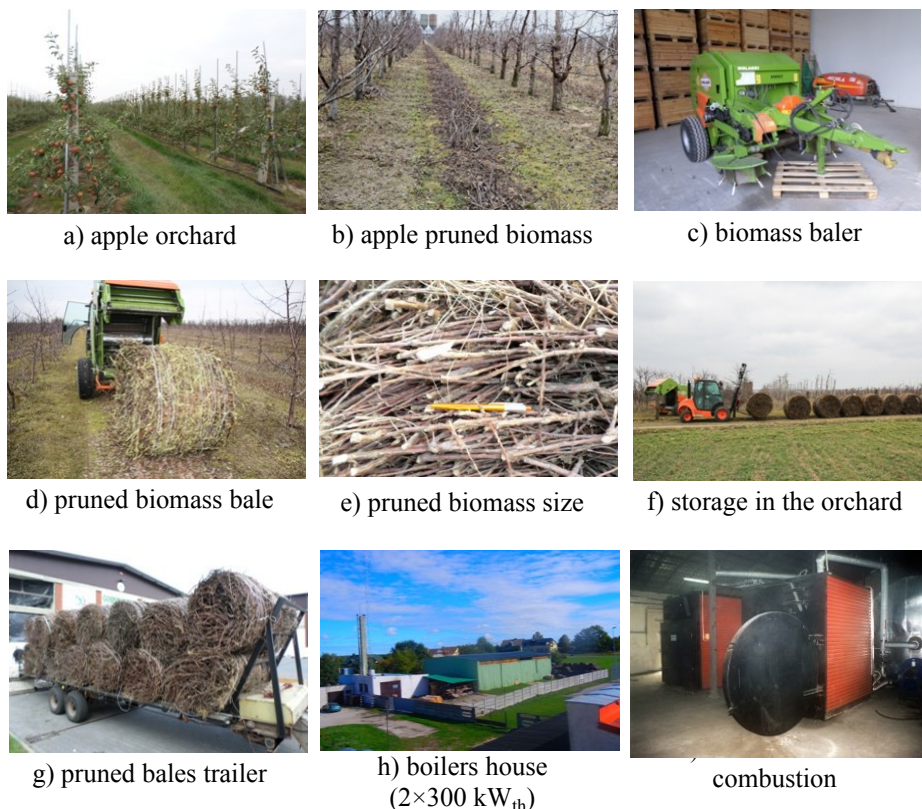 a) apple orchard
b) apple pruned biomass
c) biomass baler
d) pruned biomass bale
e) pruned biomass size
f) storage in the orchard
g) pruned bales trailer
h) boilers house
(2×300 kWth)
combustion